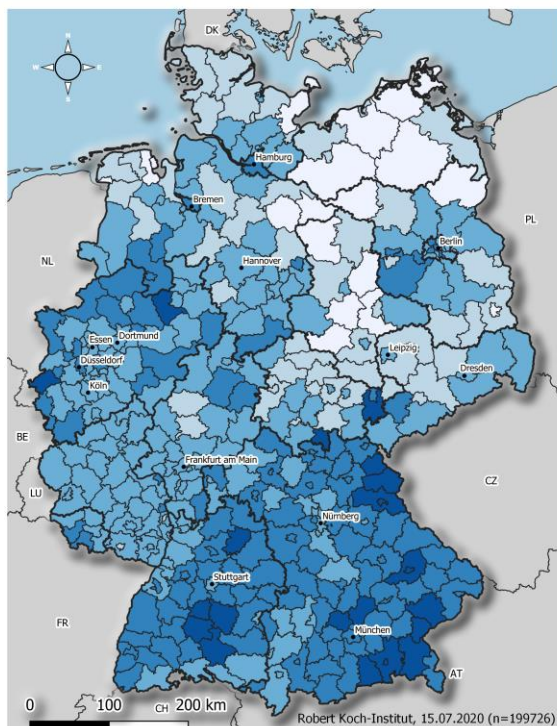 DK
N
W
E
S
Hamburg
Bremen
PL
Berlin
NL
Hannover
Essen
Dortmund
Düsseldorf
Leipzig
Dresden
Köln
BE
Frankfurt am Main
LU
CZ
Nürnberg
Stuttgart
FR
München
AT
CH
0 100 200 km
Robert Koch-Institut, 15.07.2020 (n=199726)